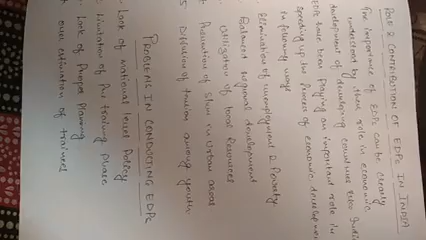 ROLE & CONTRIBUTION OF EDPs IN INDIA
The importance of EDPs can be clearly
understood by their role in economic
development of developing countries like India
EDPs have been Playing an important role in
speeding up the Process of economic development
in following ways
Elimination of unemployment & Poverty
Balanced Regional development
Utilization of local Resources
Prevention of Slum in Urban areas
5 Diffusion of tension among youth
PROBLEMS IN CONDUCTING EDPs
- Lack of national level Policy
Limitation of Pre training Phase
Lack of Proper Planning
Over estimation of trainees